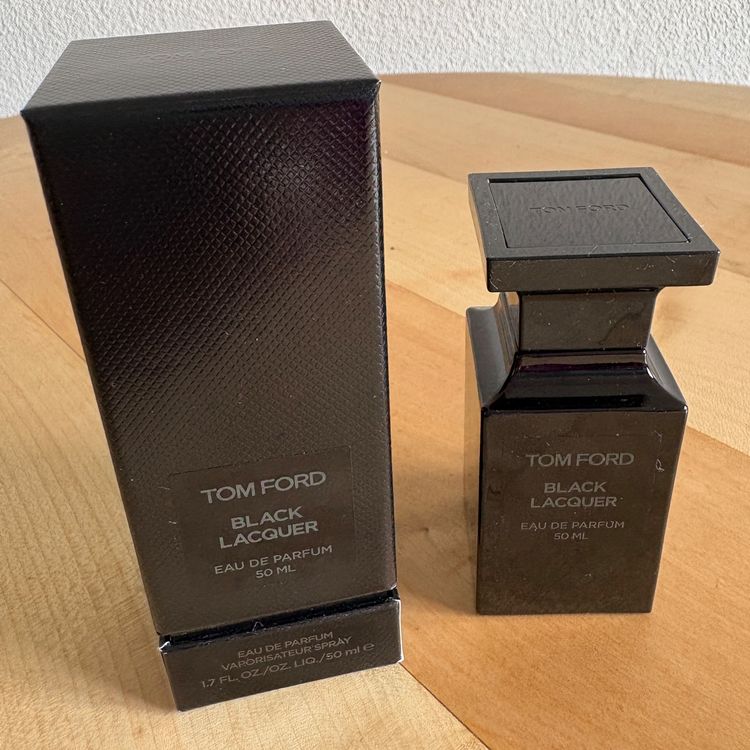 TOM FORD
BLACK
LACQUER
EAU DE PARFUM
50 ML
EAU DE PARFUM
VAPORISATEUR SPRAY
1.7 FL. OZ./OZ. LIQ./50 ml e
TOM FORD
TOM FORD
BLACK
LACQUER
EAU DE PARFUM
50 ML